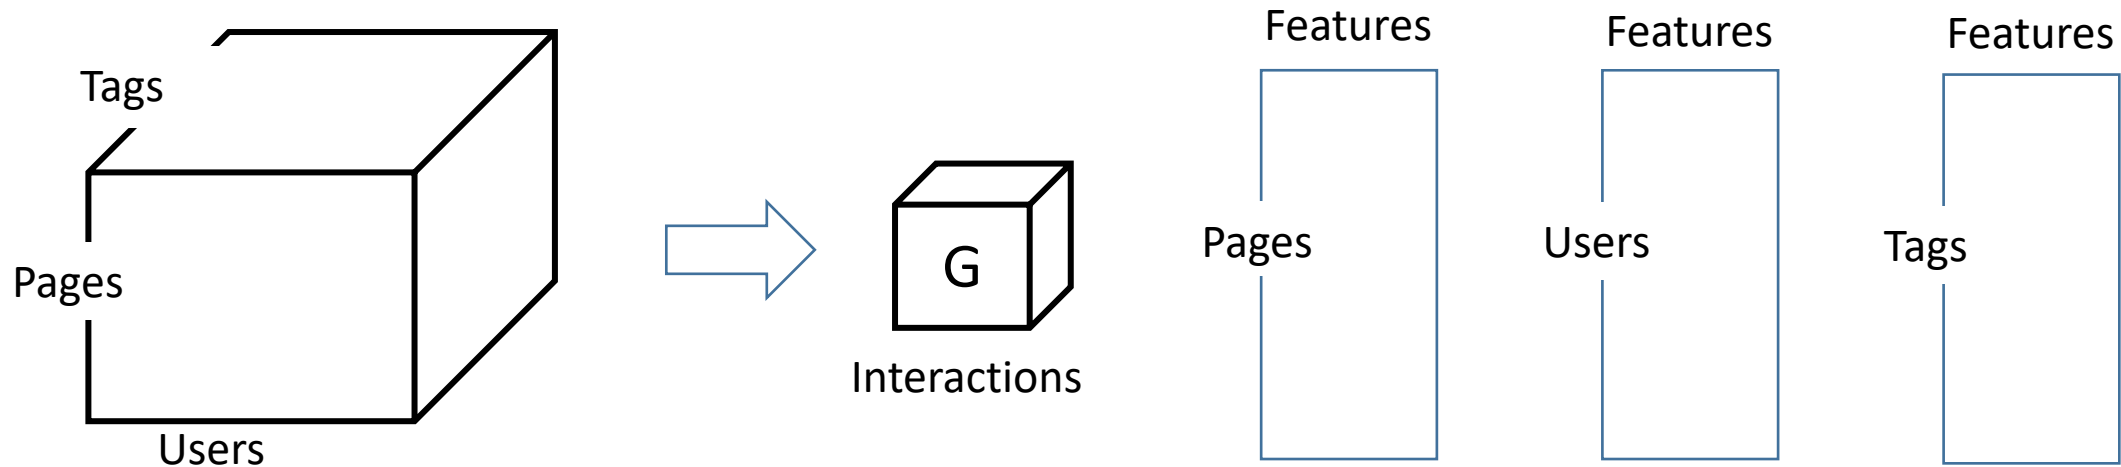 Tags
Pages
Users
G
Interactions
Features
Pages
Features
Users
Features
Tags